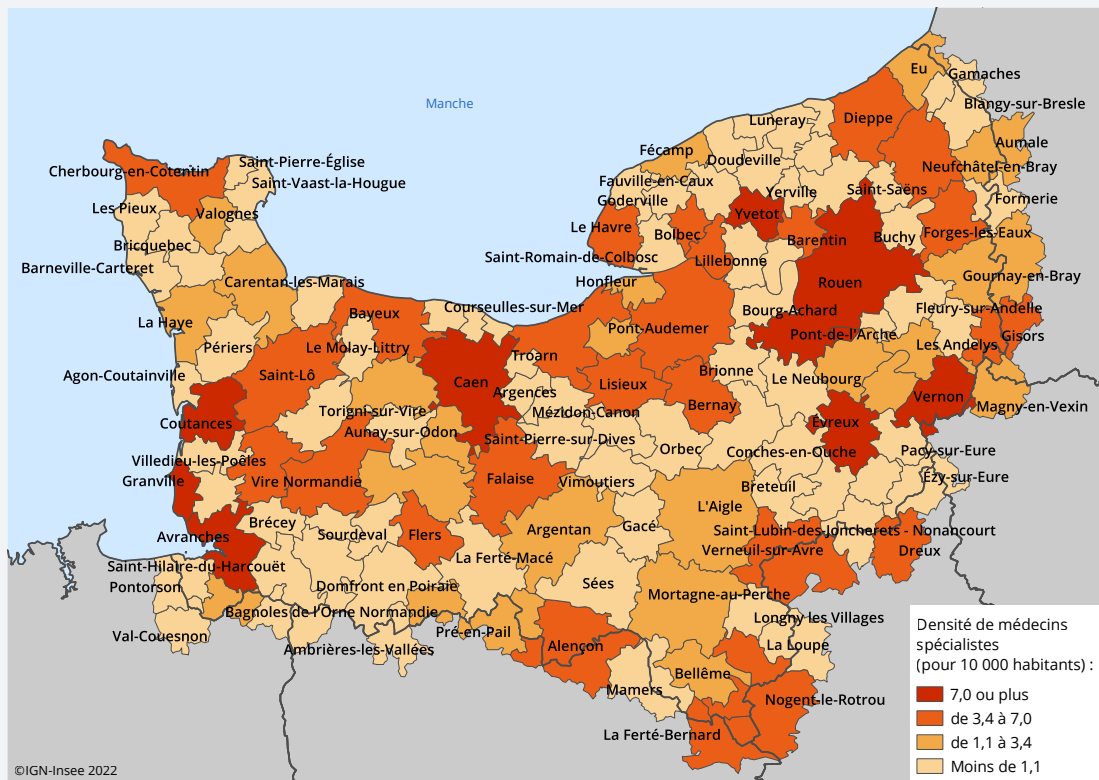 Manche
Eu
Gamaches
Blangy-sur-Bresle
Dieppe
Luneray
Aumale
Fécamp
Doudeville
Neufchâtel-en-Bray
Saint-Pierre-Église
Cherbourg-en-Cotentin
Saint-Vaast-la-Hougue
Fauville-en-Caux
Yerville
Saint-Saëns
Formerie
Goderville
Les Pieux
Valognes
Yvetot
Le Havre
Bolbec
Barentin
Buchy
Forges-les-Eaux
Bricquebec
Saint-Romain-de-Colbosc
Lillebonne
Barneville-Carteret
Carentan-les-Marais
Honfleur
Rouen
Gournay-en-Bray
Courseulles-sur-Mer
Bourg-Achard
Fleury-sur-Andelle
Bayeux
La Haye
Pont-Audemer
Pont-de-l'Arche
Gisors
Périers
Le Molay-Littry
Troarn
Les Andelys
Agon-Coutainville
Saint-Lô
Caen
Lisieux
Brionne
Le Neubourg
Argences
Vernon
Magny-en-Vexin
Torigni-sur-Vire
Mézidon-Canon
Bernay
Coutances
Aunay-sur-Odon
Saint-Pierre-sur-Dives
Évreux
Orbec
Conches-en-Ouche
Pacy-sur-Eure
Villedieu-les-Poêles
Granville
Vire Normandie
Falaise
Vimoutiers
Breteuil
Ézy-sur-Eure
L'Aigle
Brécey
Sourdeval
Flers
Argentan
Gacé
Saint-Lubin-des-Joncherets - Nonancourt
Avranches
Verneuil-sur-Avre
Dreux
La Ferté-Macé
Saint-Hilaire-du-Harcouët
Pontorson
Domfront en Poiraie
Sées
Mortagne-au-Perche
Bagnoles de l'Orne Normandie
Longny les Villages
Val-Couesnon
Pré-en-Pail
Alençon
La Loupe
Ambrières-les-Vallées
Bellême
Mamers
Nogent-le-Rotrou
La Ferté-Bernard
Densité de médecins
spécialistes
(pour 10 000 habitants) :
7,0 ou plus
de 3,4 à 7,0
de 1,1 à 3,4
Moins de 1,1
©IGN-Insee 2022